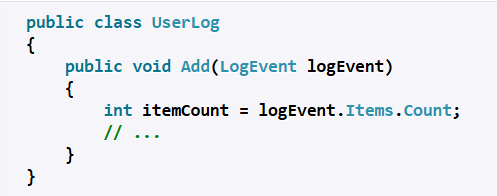 public class UserLog
{
    public void Add(LogEvent logEvent)
    {
        int itemCount = logEvent.Items.Count;
        // ...
    }
}